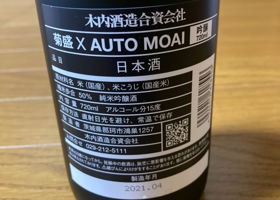 木内酒造合資会社
菊盛 X AUTO MOAI
吟醸
720ml
品目 日本酒
原材料名 米(国産)、米こうじ(国産米)
精米歩合 50% 純米吟醸酒
内容量 720ml アルコール分15度
直射日光を避け、常温で保存
茨城県那珂市鴻巣1257
木内酒造合資会社
029-212-5111
製造年月
2021.04